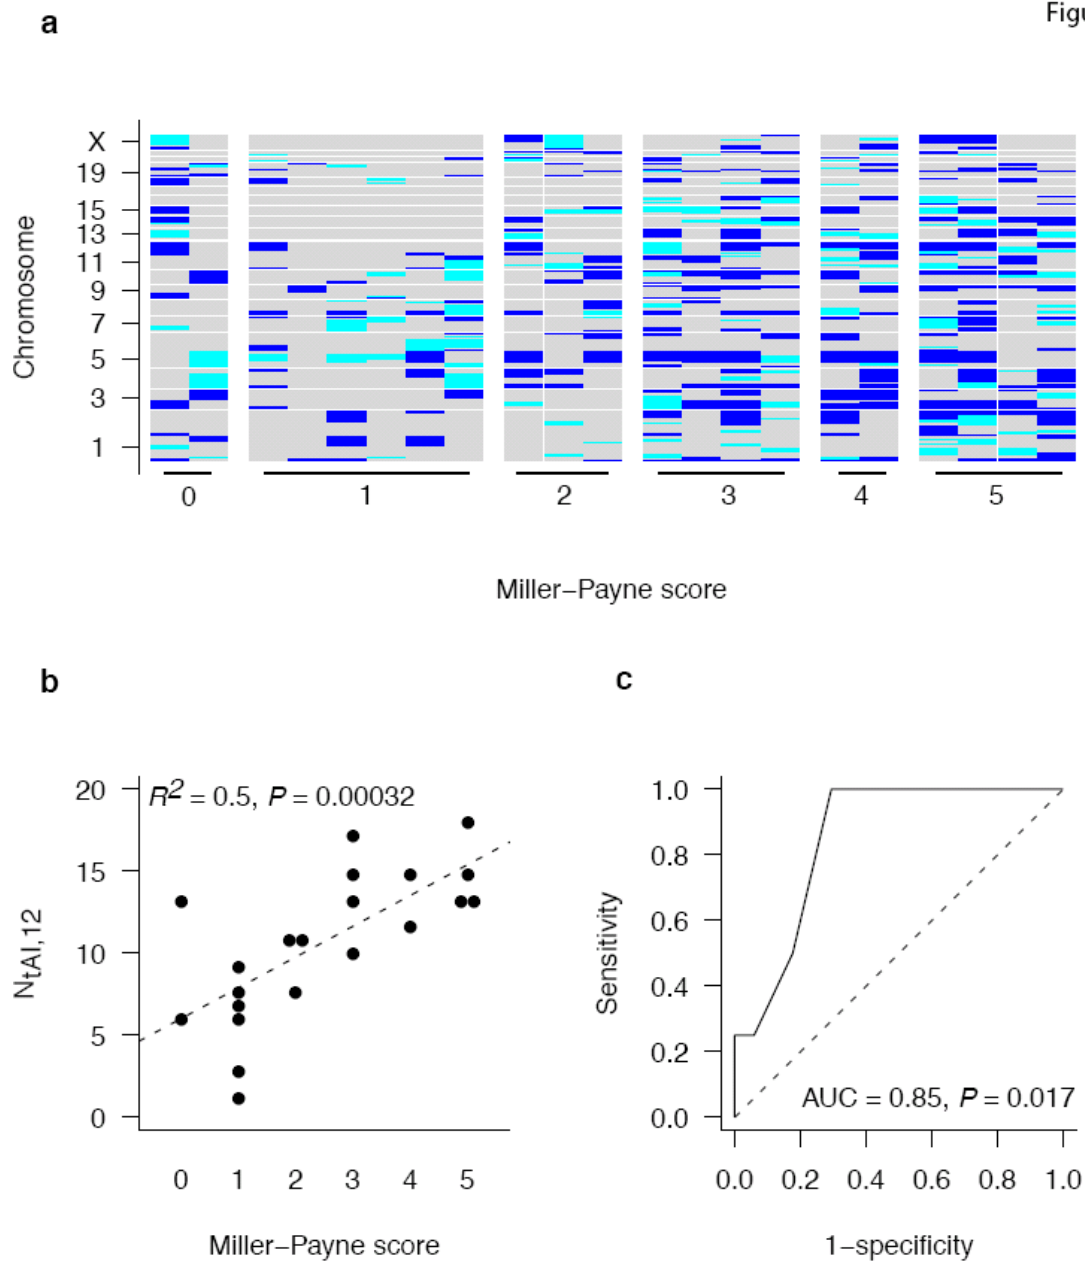 a
Figu
X
19
15
13
11
9
7
5
3
1
Chromosome
0 1 2 3 4 5
Miller–Payne score
b
R2 = 0.5, P = 0.00032
20
15
10
5
0
NtAI,12
0 1 2 3 4 5
Miller–Payne score
c
1.0
0.8
0.6
0.4
0.2
0.0
Sensitivity
AUC = 0.85, P = 0.017
0.0 0.2 0.4 0.6 0.8 1.0
1–specificity